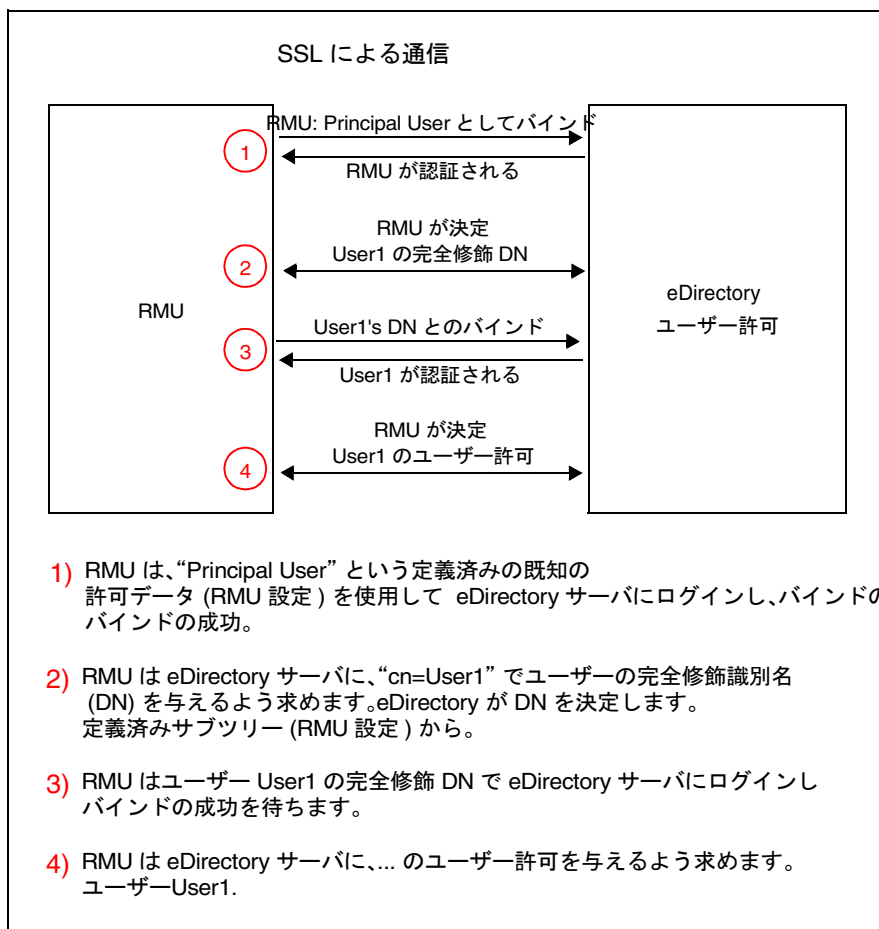 SSL による通信
RMU: Principal User としてバインド
1
RMU が認証される
RMU が決定
User1 の完全修飾 DN
2
eDirectory
ユーザー許可
RMU
User1's DN とのバインド
3
User1 が認証される
RMU が決定
User1 のユーザー許可
4
1) RMU は、“Principal User” という定義済みの既知の
許可データ (RMU 設定 ) を使用して eDirectory サーバにログインし、バインドの
バインドの成功。
2) RMU は eDirectory サーバに、“cn=User1” でユーザーの完全修飾識別名
(DN) を与えるよう求めます。eDirectory が DN を決定します。
定義済みサブツリー (RMU 設定 ) から。
3) RMU はユーザー User1 の完全修飾 DN で eDirectory サーバにログインし
バインドの成功を待ちます。
4) RMU は eDirectory サーバに、... のユーザー許可を与えるよう求めます。
ユーザーUser1.